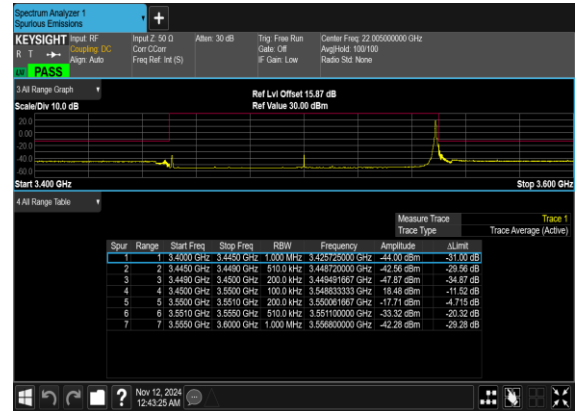 Spectrum Analyzer 1
Spurious Emissions
+
KEYSIGHT Input: RF Input Z: 50 Ω Atten: 30 dB Trig: Free Run Center Freq: 22.005000000 GHz
R T Coupling: DC Corr CCorr Gate: Off Avg|Hold: 100/100
Align: Auto Freq Ref: Int (S) IF Gain: Low Radio Std: None
LXI PASS
3 All Range Graph Ref Lvl Offset 15.87 dB
Scale/Div 10.0 dB Ref Value 30.00 dBm
20.0
0.00
-20.0
-40.0
-60.0
Start 3.400 GHz Stop 3.600 GHz
4 All Range Table
Measure Trace Trace 1
Trace Type Trace Average (Active)
Spur Range Start Freq Stop Freq RBW Frequency Amplitude ΔLimit
1 1 3.4000 GHz 3.4450 GHz 1.000 MHz 3.425725000 GHz -44.00 dBm -31.00 dB
2 2 3.4450 GHz 3.4490 GHz 510.0 kHz 3.448720000 GHz -42.56 dBm -29.56 dB
3 3 3.4490 GHz 3.4500 GHz 200.0 kHz 3.449491667 GHz -47.87 dBm -34.87 dB
4 4 3.4500 GHz 3.5500 GHz 100.0 kHz 3.548833333 GHz 18.48 dBm -11.52 dB
5 5 3.5500 GHz 3.5510 GHz 200.0 kHz 3.550061667 GHz -17.71 dBm -4.715 dB
6 6 3.5510 GHz 3.5550 GHz 510.0 kHz 3.551100000 GHz -33.32 dBm -20.32 dB
7 7 3.5550 GHz 3.6000 GHz 1.000 MHz 3.556800000 GHz -42.28 dBm -29.28 dB
? Nov 12, 2024
12:43:25 AM